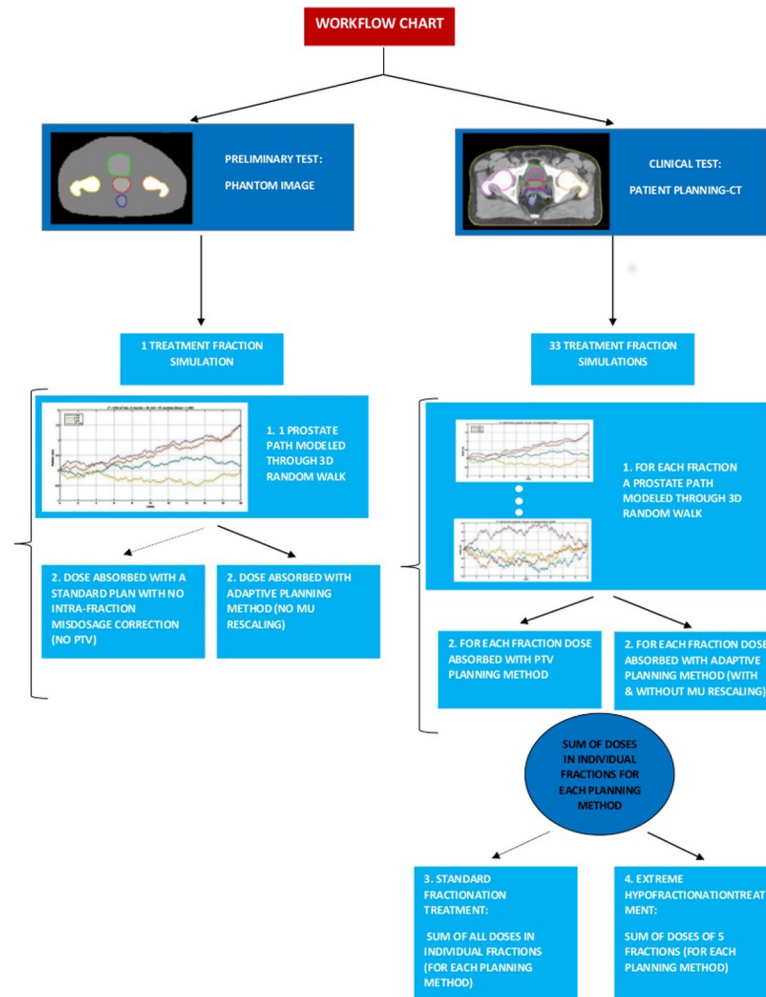 WORKFLOW CHART
PRELIMINARY TEST:
PHANTOM IMAGE
CLINICAL TEST:
PATIENT PLANNING-CT
1 TREATMENT FRACTION
SIMULATION
33 TREATMENT FRACTION
SIMULATIONS
1. 1 PROSTATE
PATH MODELED
THROUGH 3D
RANDOM WALK
1. FOR EACH FRACTION
A PROSTATE PATH
MODELED THROUGH 3D
RANDOM WALK
2. DOSE ABSORBED WITH A
STANDARD PLAN WITH NO
INTRA-FRACTION
MISDOSAGE CORRECTION
(NO PTV)
2. DOSE ABSORBED WITH
ADAPTIVE PLANNING
METHOD (NO MU
RESCALING)
2. FOR EACH FRACTION DOSE
ABSORBED WITH PTV
PLANNING METHOD
2. FOR EACH FRACTION DOSE
ABSORBED WITH ADAPTIVE
PLANNING METHOD (WITH
& WITHOUT MU RESCALING)
SUM OF DOSES
IN INDIVIDUAL
FRACTIONS FOR
EACH PLANNING
METHOD
3. STANDARD
FRACTIONATION
TREATMENT:
SUM OF ALL DOSES IN
INDIVIDUAL FRACTIONS
(FOR EACH PLANNING
METHOD)
4. EXTREME
HYPOFRACTIONATIONTREAT
MENT:
SUM OF DOSES OF 5
FRACTIONS (FOR EACH
PLANNING METHOD)